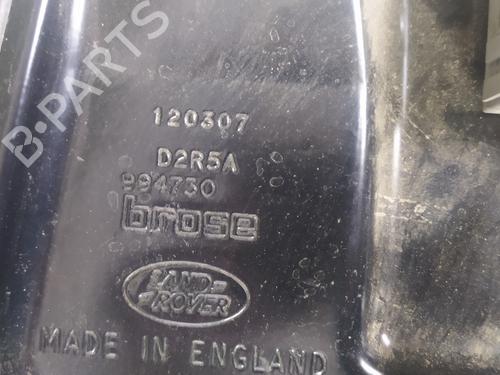 B-PARTS
120307
D2R5A
994730
brose
LAND-
-ROVER
MADE IN ENGLAND